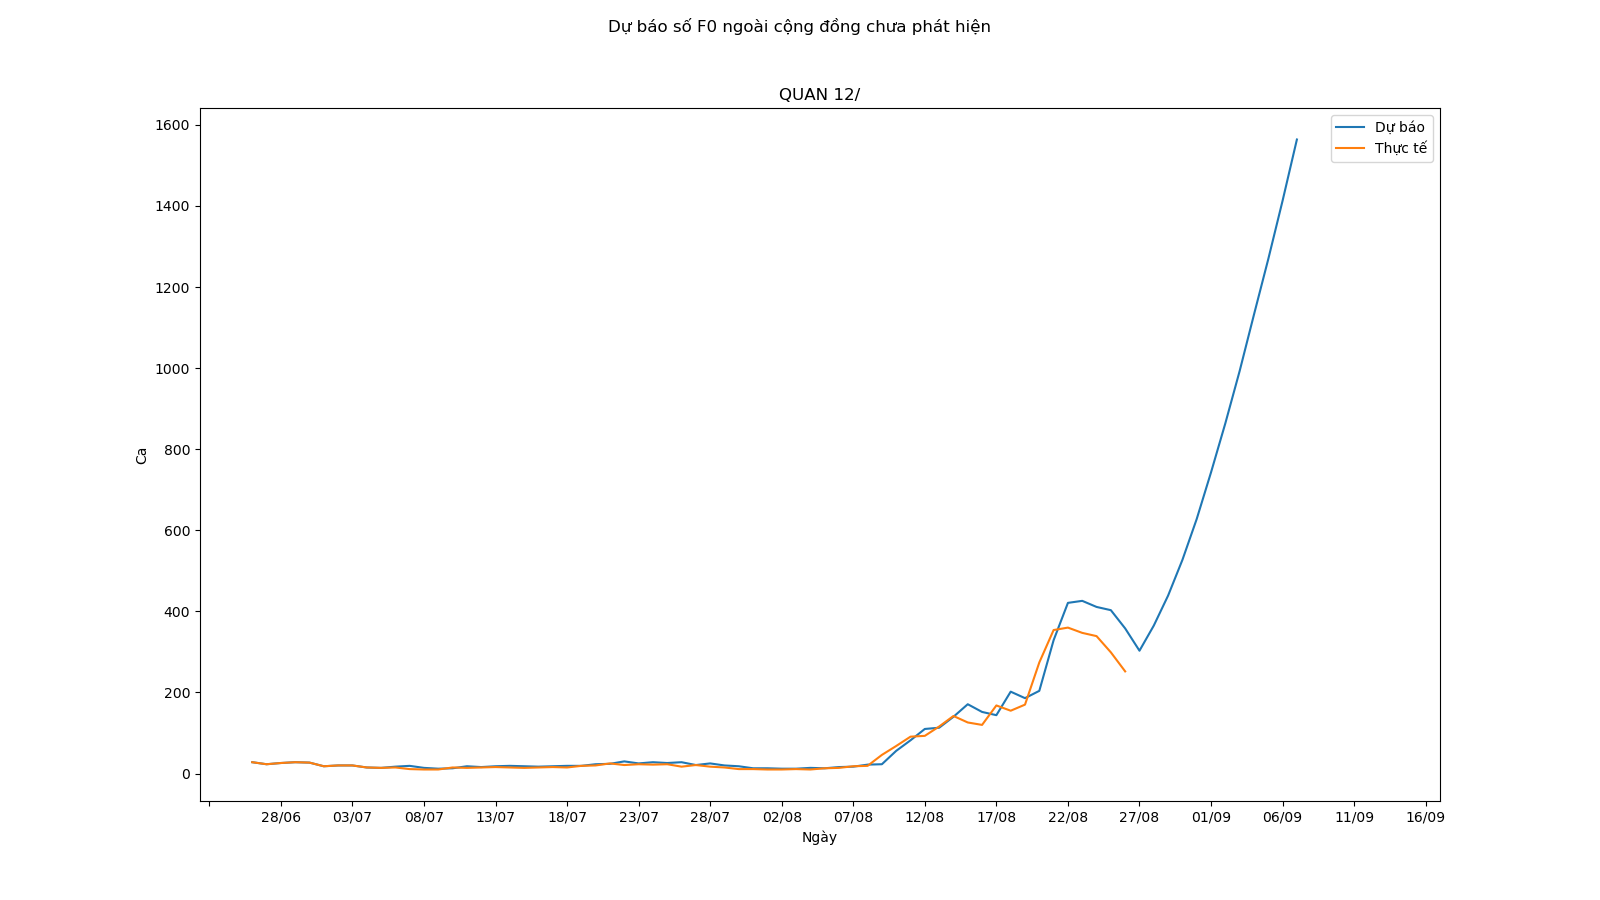 Dự báo số F0 ngoài cộng đồng chưa phát hiện
QUAN 12/
Dự báo
Thực tế
1600
1400
1200
1000
800
600
400
200
0
Ca
28/06 03/07 08/07 13/07 18/07 23/07 28/07 02/08 07/08 12/08 17/08 22/08 27/08 01/09 06/09 11/09 16/09
Ngày